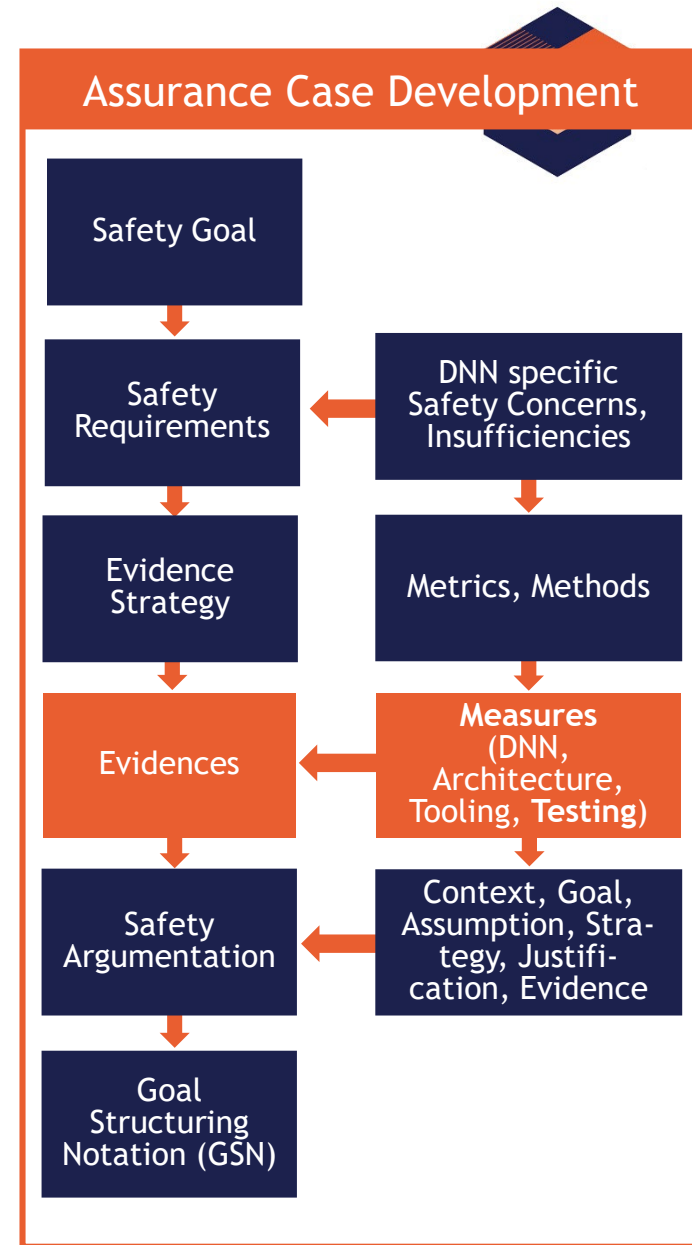 Assurance Case Development
Safety Goal
Safety
Requirements
DNN specific
Safety Concerns,
Insufficiencies
Evidence
Strategy
Metrics, Methods
Evidences
Measures
(DNN,
Architecture,
Tooling, Testing)
Safety
Argumentation
Context, Goal,
Assumption, Stra-
tegy, Justifi-
cation, Evidence
Goal
Structuring
Notation (GSN)